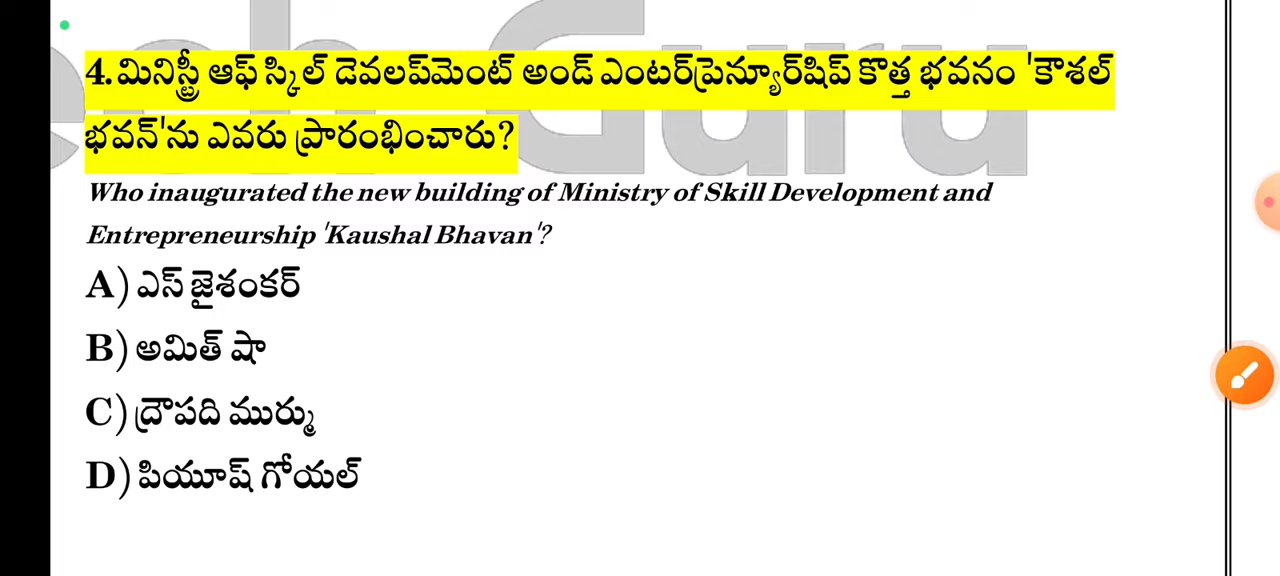 4.మినిస్ట్రీ ఆఫ్ స్కిల్ డెవలప్‌మెంట్ అండ్ ఎంటర్‌ప్రెన్యూర్‌షిప్ కొత్త భవనం 'కౌశల్
భవన్'ను ఎవరు ప్రారంభించారు?
Who inaugurated the new building of Ministry of Skill Development and
Entrepreneurship 'Kaushal Bhavan'?
A) ఎస్ జైశంకర్
B) అమిత్ షా
C) ద్రౌపది ముర్ము
D) పియూష్ గోయల్